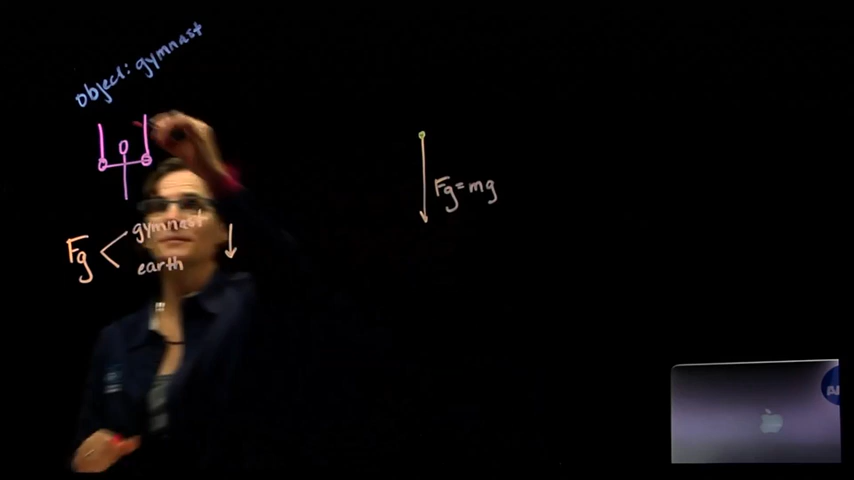 object: gymnast
Fg = mg
Fg
gymnast
earth